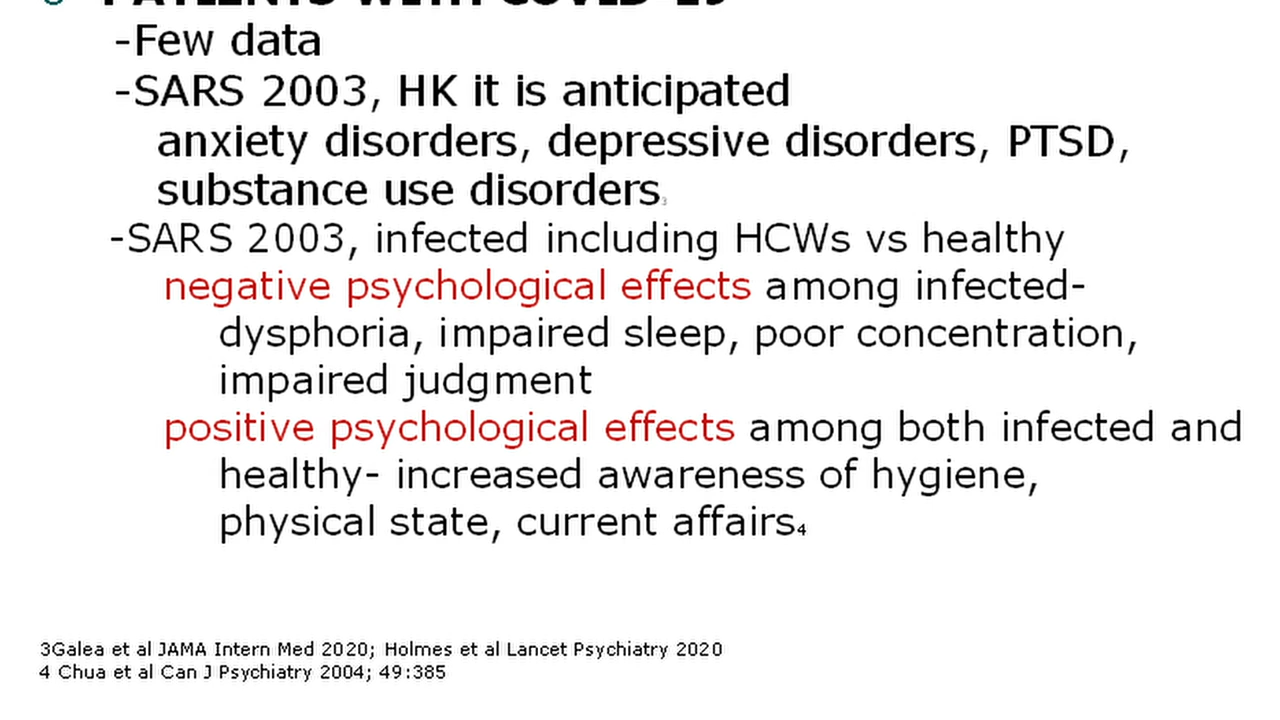 PATIENTS WITH COVID-19
-Few data
-SARS 2003, HK it is anticipated
anxiety disorders, depressive disorders, PTSD,
substance use disorders3
-SARS 2003, infected including HCWs vs healthy
negative psychological effects among infected-
dysphoria, impaired sleep, poor concentration,
impaired judgment
positive psychological effects among both infected and
healthy- increased awareness of hygiene,
physical state, current affairs4
3Galea et al JAMA Intern Med 2020; Holmes et al Lancet Psychiatry 2020
4 Chua et al Can J Psychiatry 2004; 49:385